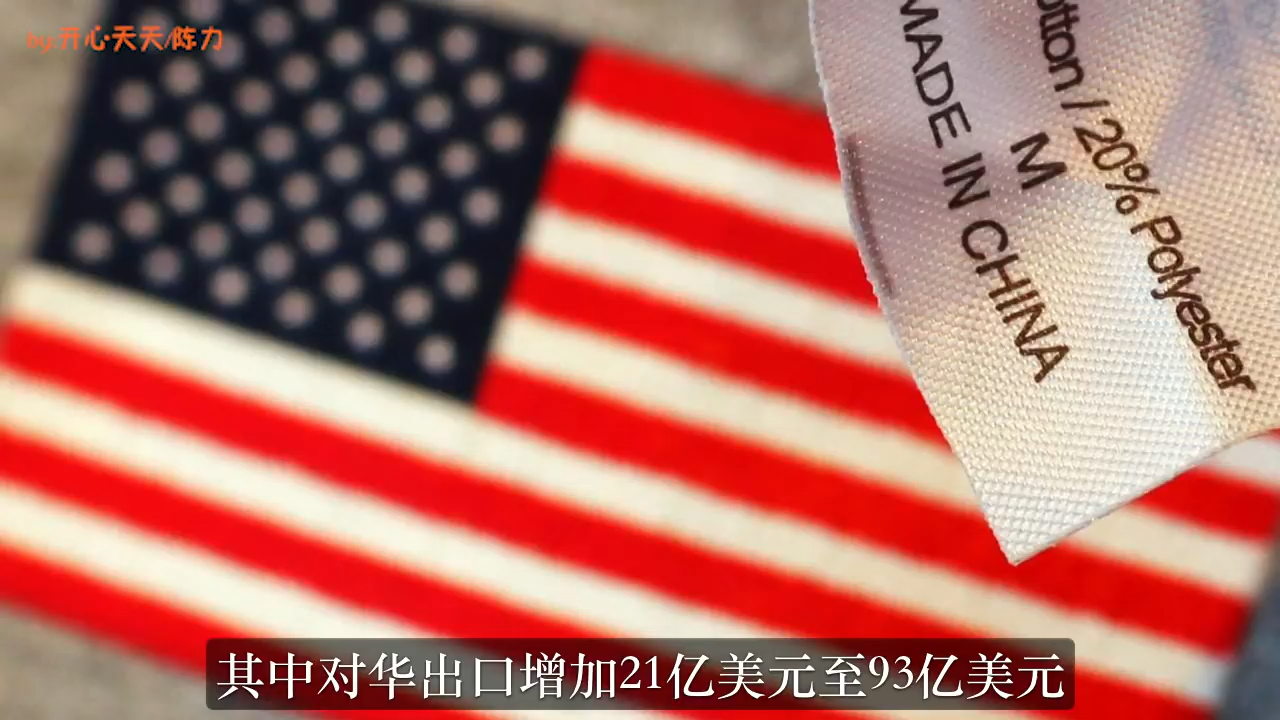 by:开心天天/陈力
MADE IN CHINA
M
otton / 20% Polyester
其中对华出口增加21亿美元至93亿美元